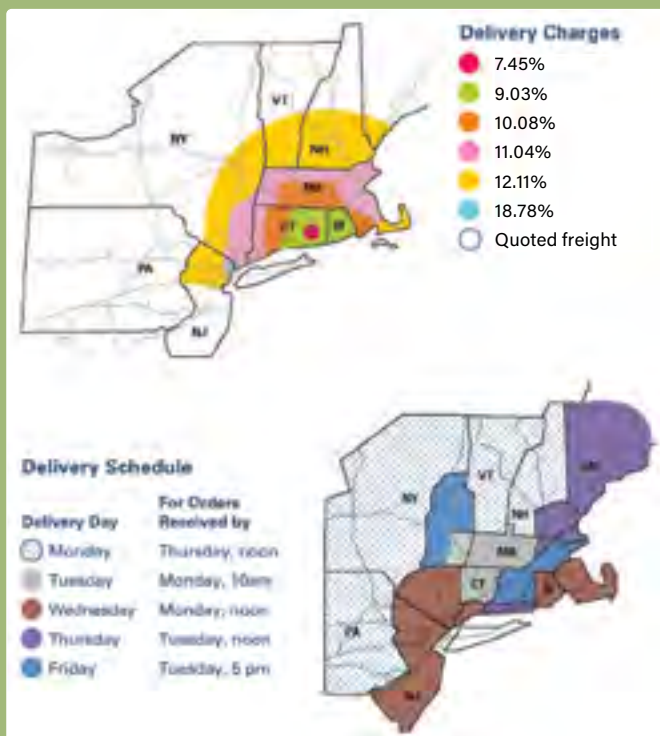 Delivery Charges
7.45%
9.03%
10.08%
11.04%
12.11%
18.78%
Quoted freight
VT
NY
NH
MA
CT
RI
PA
NJ
Delivery Schedule
Delivery Day
For Orders
Received by
Monday Thursday, noon
Tuesday Monday, 10am
Wednesday Monday, noon
Thursday Tuesday, noon
Friday Tuesday, 5 pm
NY
VT
NH
MA
CT
PA
NJ